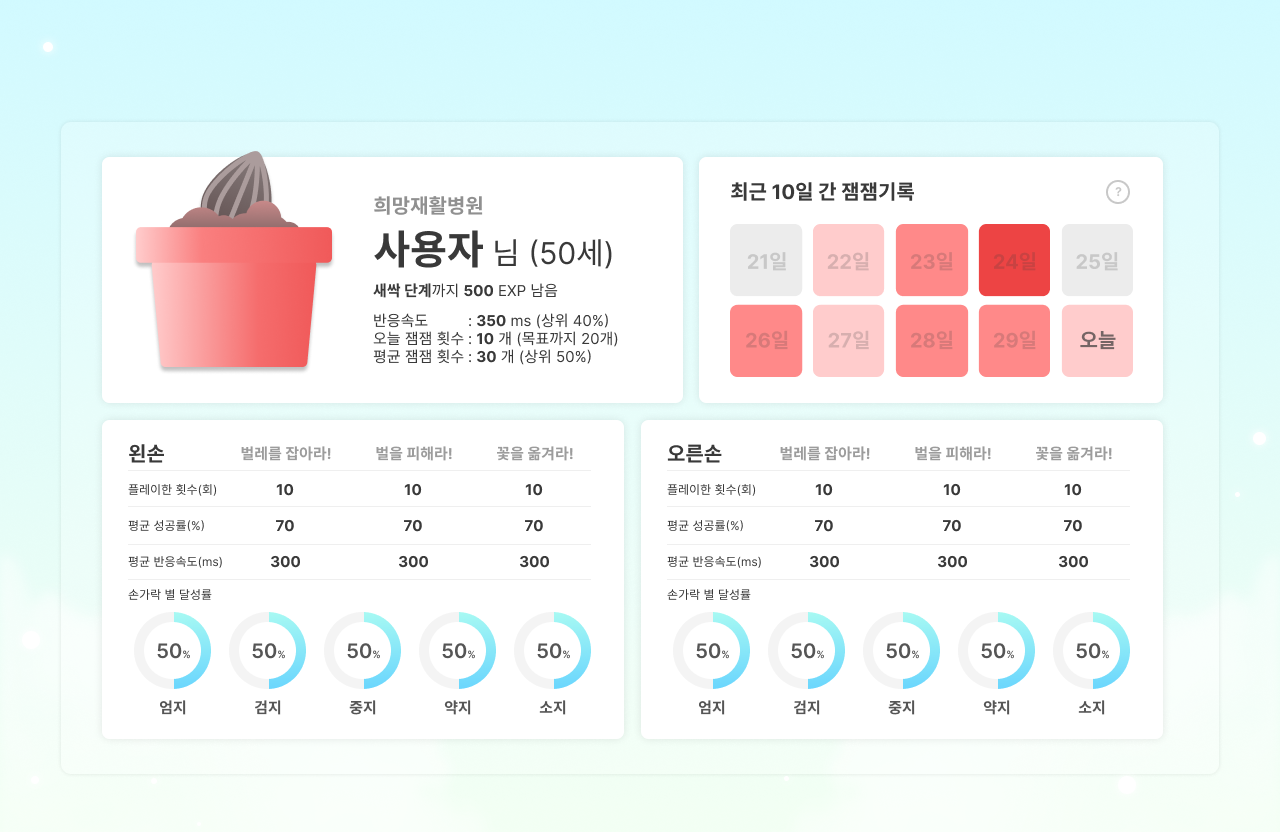 희망재활병원
사용자 님 (50세)
새싹 단계까지 500 EXP 남음
반응속도 : 350 ms (상위 40%)
오늘 잼잼 횟수 : 10 개 (목표까지 20개)
평균 잼잼 횟수 : 30 개 (상위 50%)
최근 10일 간 잼잼기록 ?
21일 22일 23일 24일 25일
26일 27일 28일 29일 오늘
왼손 벌레를 잡아라! 벌을 피해라! 꽃을 옮겨라!
플레이한 횟수(회) 10 10 10
평균 성공률(%) 70 70 70
평균 반응속도(ms) 300 300 300
손가락 별 달성률
50% 50% 50% 50% 50%
엄지 검지 중지 약지 소지
오른손 벌레를 잡아라! 벌을 피해라! 꽃을 옮겨라!
플레이한 횟수(회) 10 10 10
평균 성공률(%) 70 70 70
평균 반응속도(ms) 300 300 300
손가락 별 달성률
50% 50% 50% 50% 50%
엄지 검지 중지 약지 소지